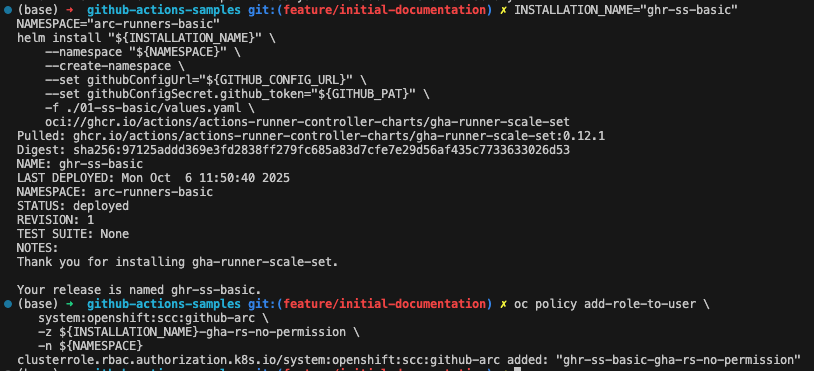 (base) → github-actions-samples git:(feature/initial-documentation) ✗ INSTALLATION_NAME="ghr-ss-basic"
NAMESPACE="arc-runners-basic"
helm install "${INSTALLATION_NAME}" \
    --namespace "${NAMESPACE}" \
    --create-namespace \
    --set githubConfigUrl="${GITHUB_CONFIG_URL}" \
    --set githubConfigSecret.github_token="${GITHUB_PAT}" \
    -f ./01-ss-basic/values.yaml \
    oci://ghcr.io/actions/actions-runner-controller-charts/gha-runner-scale-set
Pulled: ghcr.io/actions/actions-runner-controller-charts/gha-runner-scale-set:0.12.1
Digest: sha256:97125addd369e3fd2838ff279fc685a83d7cfe7e29d56af435c7733633026d53
NAME: ghr-ss-basic
LAST DEPLOYED: Mon Oct  6 11:50:40 2025
NAMESPACE: arc-runners-basic
STATUS: deployed
REVISION: 1
TEST SUITE: None
NOTES:
Thank you for installing gha-runner-scale-set.

Your release is named ghr-ss-basic.
(base) → github-actions-samples git:(feature/initial-documentation) ✗ oc policy add-role-to-user \
   system:openshift:scc:github-arc \
   -z ${INSTALLATION_NAME}-gha-rs-no-permission \
   -n ${NAMESPACE}
clusterrole.rbac.authorization.k8s.io/system:openshift:scc:github-arc added: "ghr-ss-basic-gha-rs-no-permission"